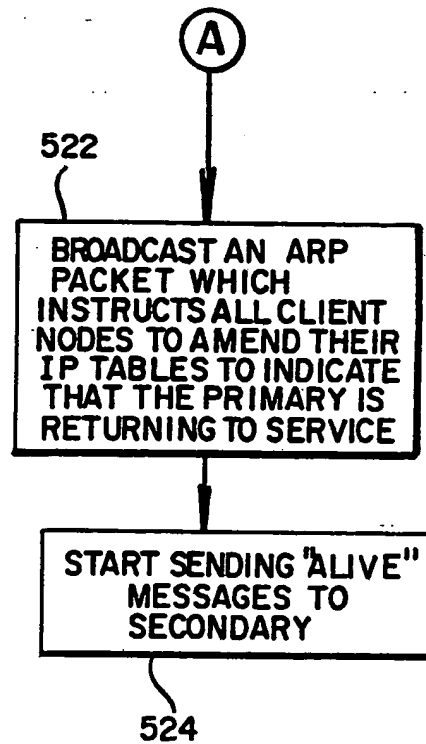 A
522
BROADCAST AN ARP
PACKET WHICH
INSTRUCTS ALL CLIENT
NODES TO AMEND THEIR
IP TABLES TO INDICATE
THAT THE PRIMARY IS
RETURNING TO SERVICE
START SENDING "ALIVE"
MESSAGES TO
SECONDARY
524